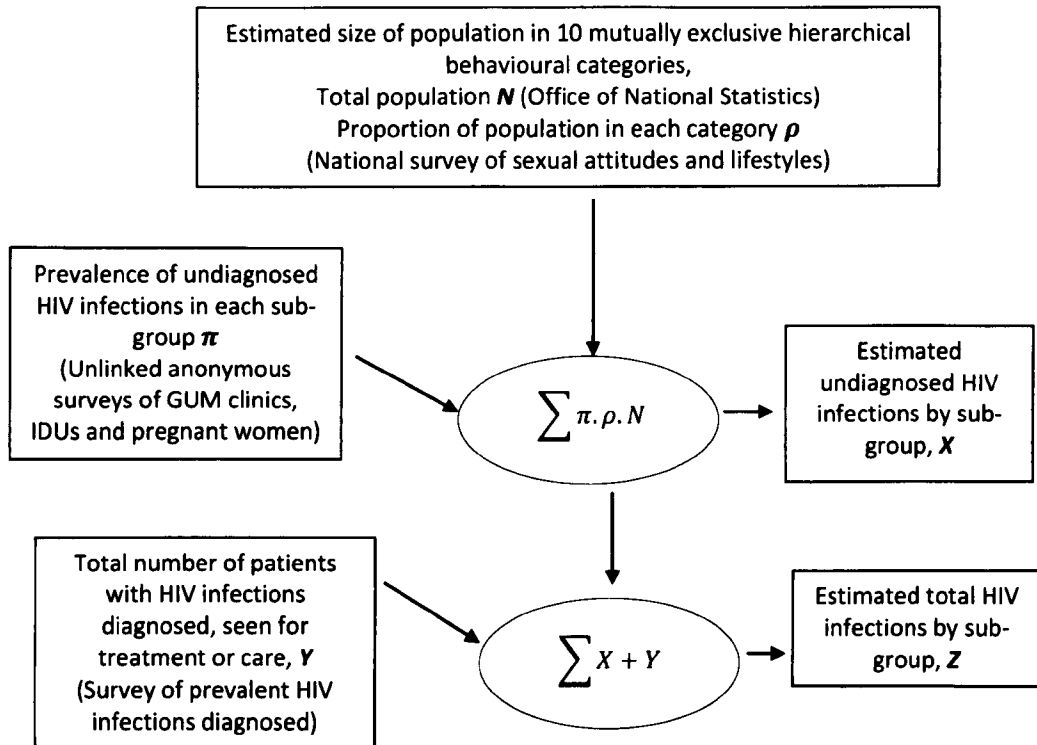 Estimated size of population in 10 mutually exclusive hierarchical
behavioural categories,
Total population N (Office of National Statistics)
Proportion of population in each category ρ
(National survey of sexual attitudes and lifestyles)
Prevalence of undiagnosed
HIV infections in each sub-
group π
(Unlinked anonymous
surveys of GUM clinics,
IDUs and pregnant women)
∑ π. ρ. N
Estimated
undiagnosed HIV
infections by sub-
group, X
Total number of patients
with HIV infections
diagnosed, seen for
treatment or care, Y
(Survey of prevalent HIV
infections diagnosed)
∑ X + Y
Estimated total HIV
infections by sub-
group, Z